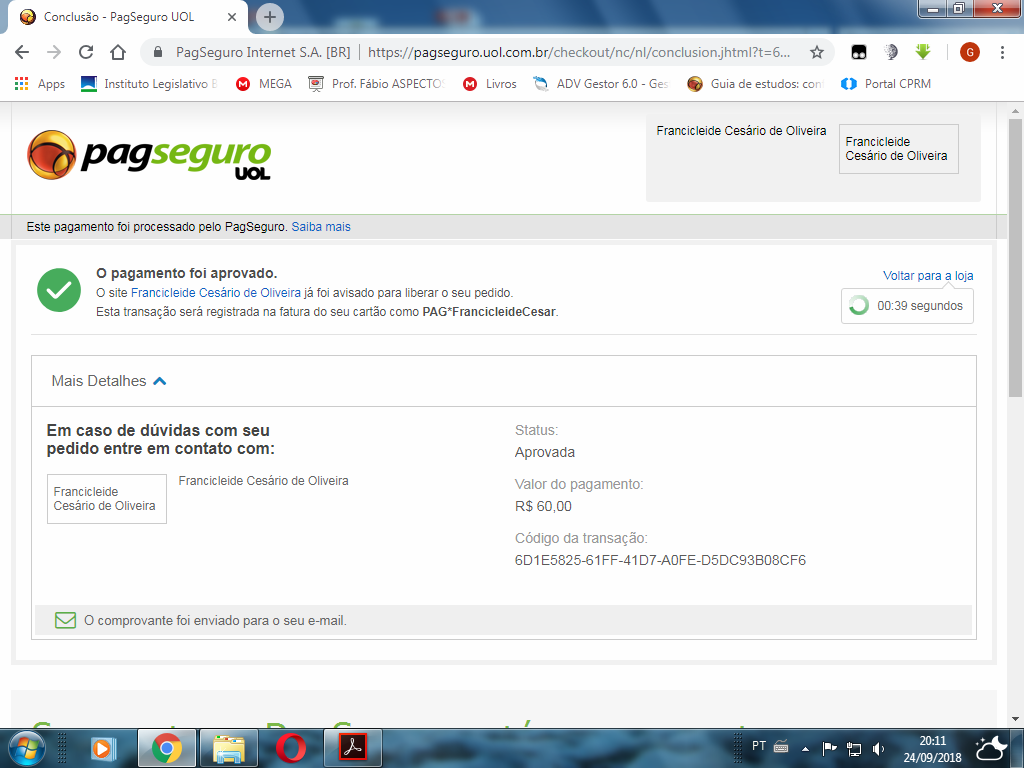 Conclusão - PagSeguro UOL
PagSeguro Internet S.A. [BR] https://pagseguro.uol.com.br/checkout/nc/nl/conclusion.jhtml?t=6...
G
Apps Instituto Legislativo B MEGA Prof. Fábio ASPECTOS Livros ADV Gestor 6.0 - Ges Guia de estudos: con Portal CPRM
pagseguro
UOL
Francicleide Cesário de Oliveira
Francicleide
Cesário de Oliveira
Este pagamento foi processado pelo PagSeguro. Saiba mais
O pagamento foi aprovado.
O site Francicleide Cesário de Oliveira já foi avisado para liberar o seu pedido.
Esta transação será registrada na fatura do seu cartão como PAG*FrancicleideCesar.
Voltar para a loja
00:39 segundos
Mais Detalhes
Em caso de dúvidas com seu
pedido entre em contato com:
Francicleide
Cesário de Oliveira
Francicleide Cesário de Oliveira
Status:
Aprovada
Valor do pagamento:
R$ 60,00
Código da transação:
6D1E5825-61FF-41D7-A0FE-D5DC93B08CF6
O comprovante foi enviado para o seu e-mail.
PT
20:11
24/09/2018